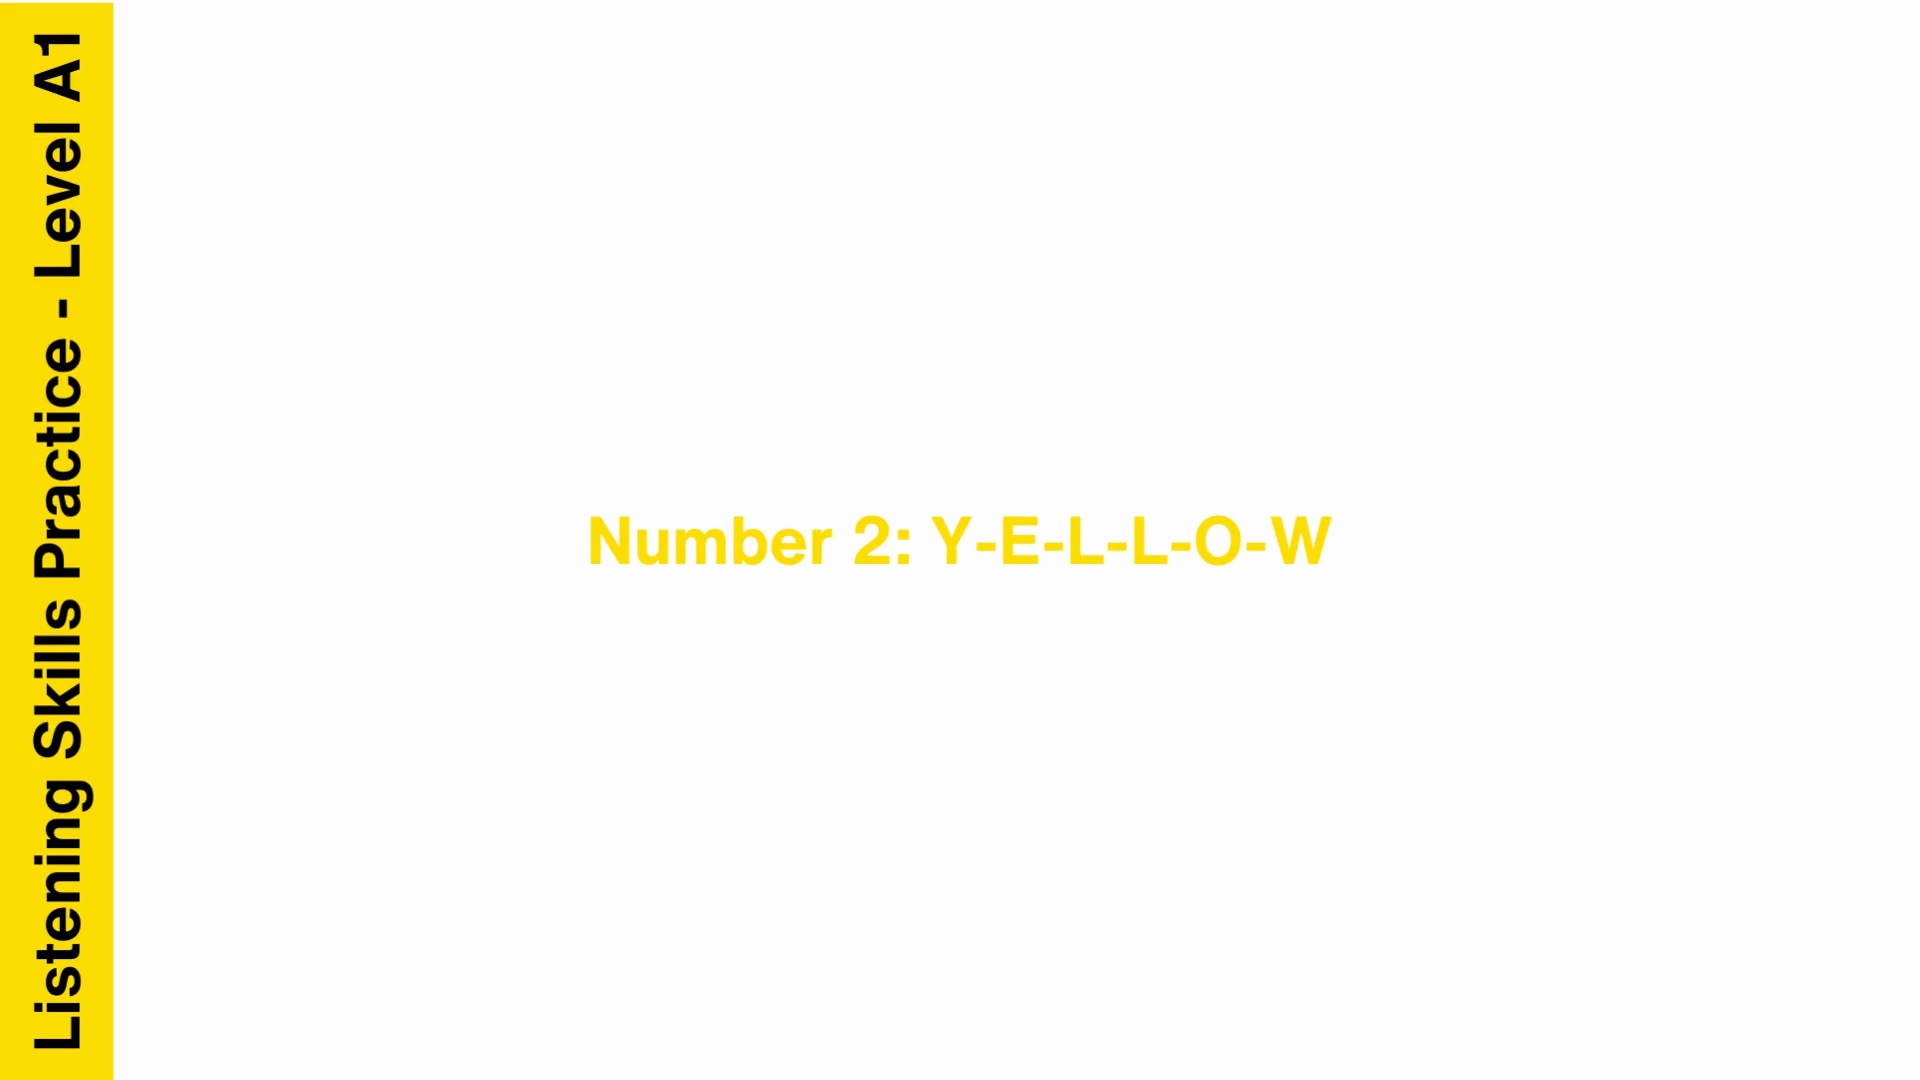 Listening Skills Practice - Level A1
Number 2: Y-E-L-L-O-W